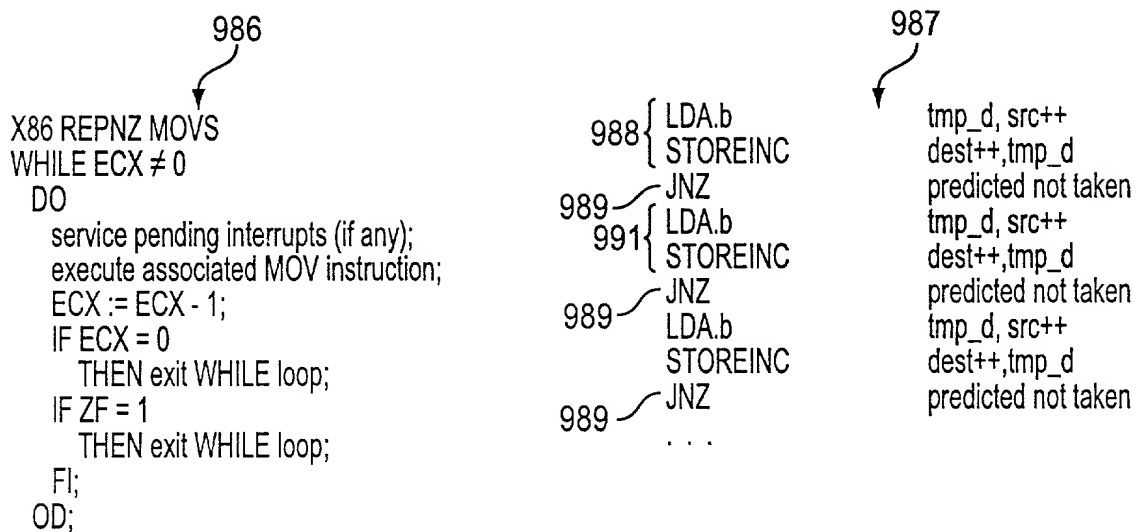 986
X86 REPNZ MOVS
WHILE ECX ≠ 0
DO
service pending interrupts (if any);
execute associated MOV instruction;
ECX := ECX - 1;
IF ECX = 0
THEN exit WHILE loop;
IF ZF = 1
THEN exit WHILE loop;
FI;
OD;
987
988 LDA.b tmp_d, src++
STOREINC dest++,tmp_d
989 JNZ predicted not taken
991 LDA.b tmp_d, src++
STOREINC dest++,tmp_d
989 JNZ predicted not taken
LDA.b tmp_d, src++
STOREINC dest++,tmp_d
989 JNZ predicted not taken
. . .